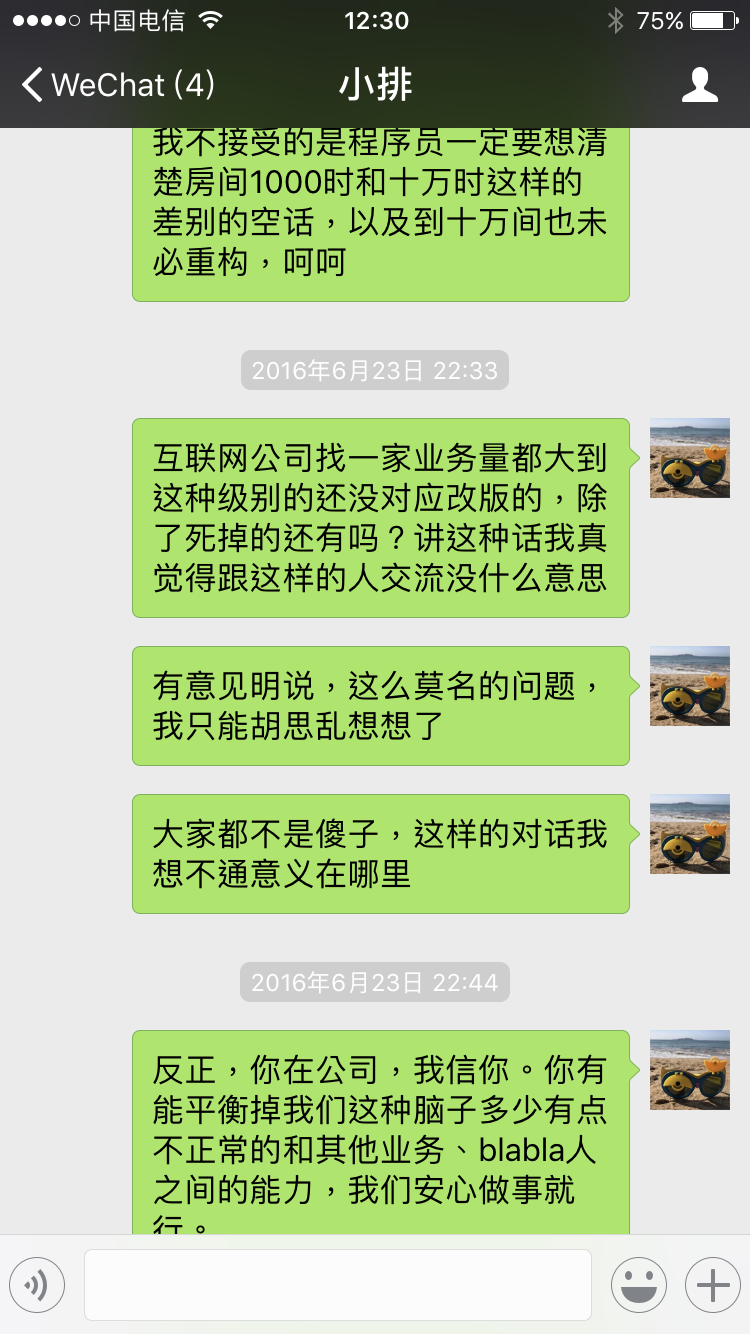 中国电信 12:30 75%
WeChat (4) 小排
我不接受的是程序员一定要想清
楚房间1000时和十万时这样的
差别的空话，以及到十万间也未
必重构，呵呵
2016年6月23日 22:33
互联网公司找一家业务量都大到
这种级别的还没对应改版的，除
了死掉的还有吗？讲这种话我真
觉得跟这样的人交流没什么意思
有意见明说，这么莫名的问题，
我只能胡思乱想想了
大家都不是傻子，这样的对话我
想不通意义在哪里
2016年6月23日 22:44
反正，你在公司，我信你。你有
能平衡掉我们这种脑子多少有点
不正常的和其他业务、blabla人
之间的能力，我们安心做事就
行。